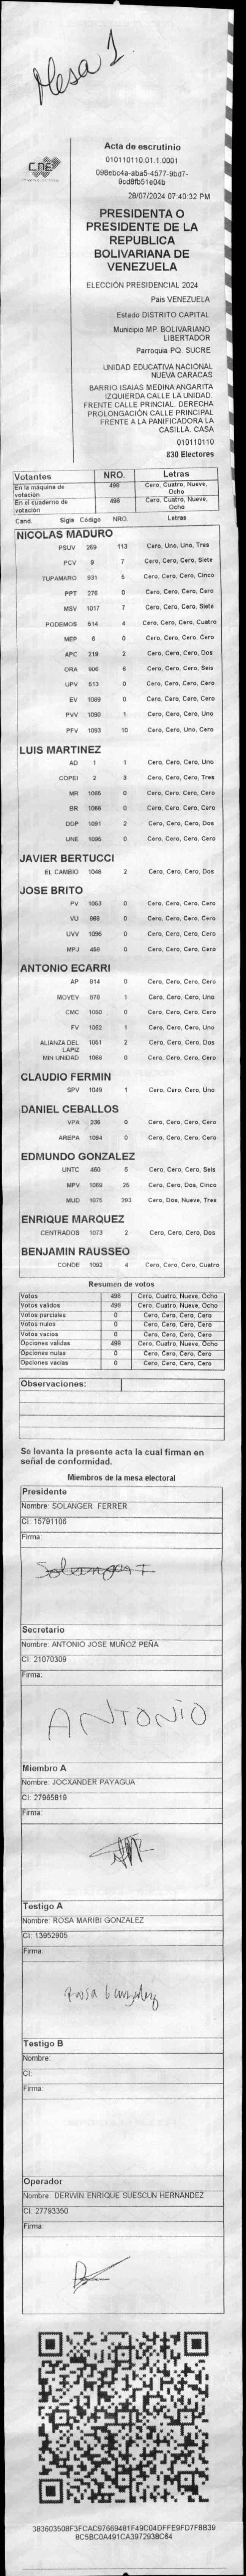 Mesa 1
CNE
Acta de escrutinio
010110110.01.1.0001
098ebc4a-aba5-4577-9bd7-
9cd8fb51e04b
28/07/2024 07:40:32 PM
PRESIDENTA O
PRESIDENTE DE LA
REPUBLICA
BOLIVARIANA DE
VENEZUELA
ELECCIÓN PRESIDENCIAL 2024
Pais VENEZUELA
Estado DISTRITO CAPITAL
Municipio MP. BOLIVARIANO
LIBERTADOR
Parroquia PQ. SUCRE
UNIDAD EDUCATIVA NACIONAL
NUEVA CARACAS
BARRIO ISAIAS MEDINA ANGARITA
IZQUIERDA CALLE LA UNIDAD.
FRENTE CALLE PRINCIAL. DERECHA
PROLONGACIÓN CALLE PRINCIPAL
FRENTE A LA PANIFICADORA LA
CASILLA. CASA
010110110
830 Electores
Votantes NRO. Letras
En la máquina de votación 498 Cero, Cuatro, Nueve, Ocho
En el cuaderno de votación 498 Cero, Cuatro, Nueve, Ocho
Cand. Sigla Código NRO. Letras
NICOLAS MADURO
PSUV 269 113 Cero, Uno, Uno, Tres
PCV 9 7 Cero, Cero, Cero, Siete
TUPAMARO 931 5 Cero, Cero, Cero, Cinco
PPT 276 0 Cero, Cero, Cero, Cero
MSV 1017 7 Cero, Cero, Cero, Siete
PODEMOS 514 4 Cero, Cero, Cero, Cuatro
MEP 6 0 Cero, Cero, Cero, Cero
APC 219 2 Cero, Cero, Cero, Dos
ORA 906 6 Cero, Cero, Cero, Seis
UPV 613 0 Cero, Cero, Cero, Cero
EV 1089 0 Cero, Cero, Cero, Cero
PVV 1090 1 Cero, Cero, Cero, Uno
PFV 1093 10 Cero, Cero, Uno, Cero
LUIS MARTINEZ
AD 1 1 Cero, Cero, Cero, Uno
COPEI 2 3 Cero, Cero, Cero, Tres
MR 1065 0 Cero, Cero, Cero, Cero
BR 1066 0 Cero, Cero, Cero, Cero
DDP 1091 2 Cero, Cero, Cero, Dos
UNE 1095 0 Cero, Cero, Cero, Cero
JAVIER BERTUCCI
EL CAMBIO 1048 2 Cero, Cero, Cero, Dos
JOSE BRITO
PV 1063 0 Cero, Cero, Cero, Cero
VU 868 0 Cero, Cero, Cero, Cero
UVV 1096 0 Cero, Cero, Cero, Cero
MPJ 458 0 Cero, Cero, Cero, Cero
ANTONIO ECARRI
AP 814 0 Cero, Cero, Cero, Cero
MOVEV 978 1 Cero, Cero, Cero, Uno
CMC 1050 0 Cero, Cero, Cero, Cero
FV 1052 1 Cero, Cero, Cero, Uno
ALIANZA DEL LAPIZ 1051 2 Cero, Cero, Cero, Dos
MIN UNIDAD 1068 0 Cero, Cero, Cero, Cero
CLAUDIO FERMIN
SPV 1049 1 Cero, Cero, Cero, Uno
DANIEL CEBALLOS
VPA 236 0 Cero, Cero, Cero, Cero
AREPA 1094 0 Cero, Cero, Cero, Cero
EDMUNDO GONZALEZ
UNTC 460 6 Cero, Cero, Cero, Seis
MPV 1069 25 Cero, Cero, Dos, Cinco
MUD 1075 293 Cero, Dos, Nueve, Tres
ENRIQUE MARQUEZ
CENTRADOS 1073 2 Cero, Cero, Cero, Dos
BENJAMIN RAUSSEO
CONDE 1092 4 Cero, Cero, Cero, Cuatro
Resumen de votos
Votos 498 Cero, Cuatro, Nueve, Ocho
Votos validos 498 Cero, Cuatro, Nueve, Ocho
Votos parciales 0 Cero, Cero, Cero, Cero
Votos nulos 0 Cero, Cero, Cero, Cero
Votos vacíos 0 Cero, Cero, Cero, Cero
Opciones validas 498 Cero, Cuatro, Nueve, Ocho
Opciones nulas 0 Cero, Cero, Cero, Cero
Opciones vacías 0 Cero, Cero, Cero, Cero
Observaciones:
Se levanta la presente acta la cual firman en
señal de conformidad.
Miembros de la mesa electoral
Presidente
Nombre: SOLANGER FERRER
CI: 15791106
Firma:
Solanger F
Secretario
Nombre: ANTONIO JOSE MUÑOZ PEÑA
CI: 21070309
Firma:
ANTONIO
Miembro A
Nombre: JOCXANDER PAYAGUA
CI: 27965819
Firma:
Testigo A
Nombre: ROSA MARIBI GONZALEZ
CI: 13952905
Firma:
Rosa Gonzalez
Testigo B
Nombre:
CI:
Firma:
Operador
Nombre: DERWIN ENRIQUE SUESCUN HERNANDEZ
CI: 27793350
Firma:
383603508F3FCAC97669481F49C04DFFE9FD7F8B39
8C5BC0A491CA3972938C64